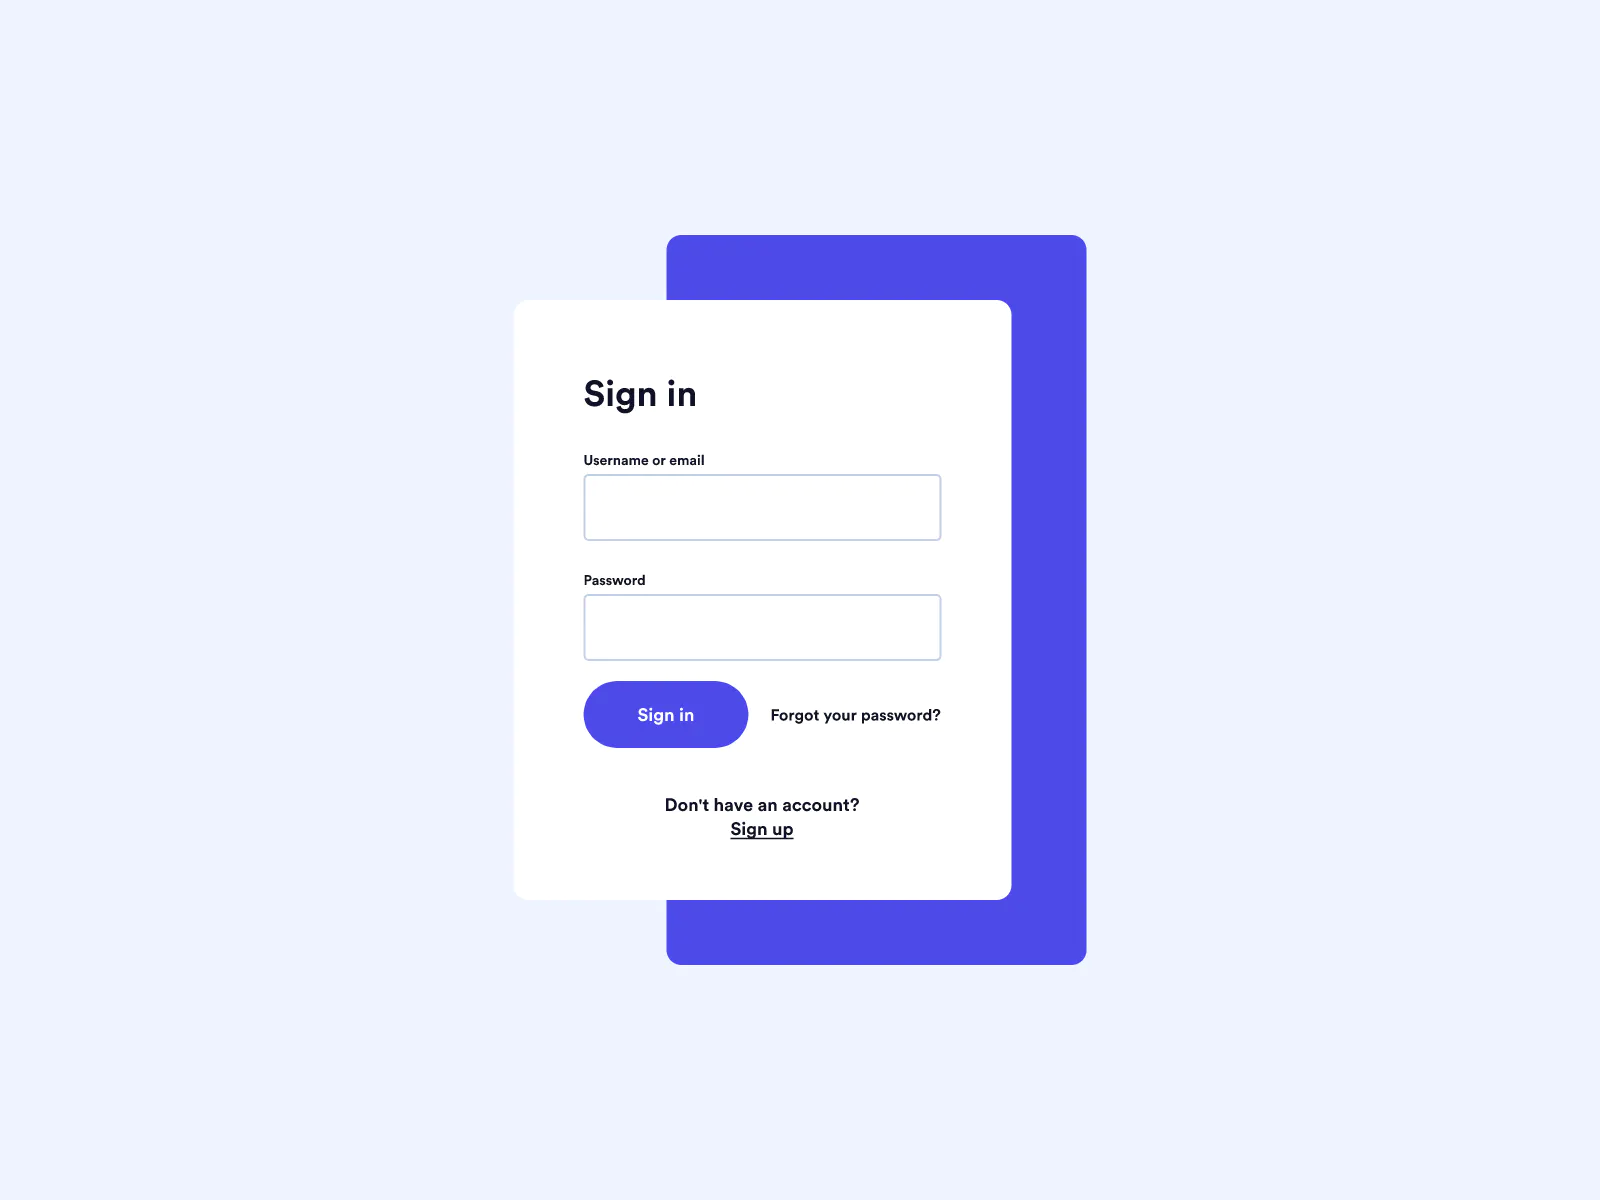 Sign in
Username or email
Password
Sign in
Forgot your password?
Don't have an account?
Sign up